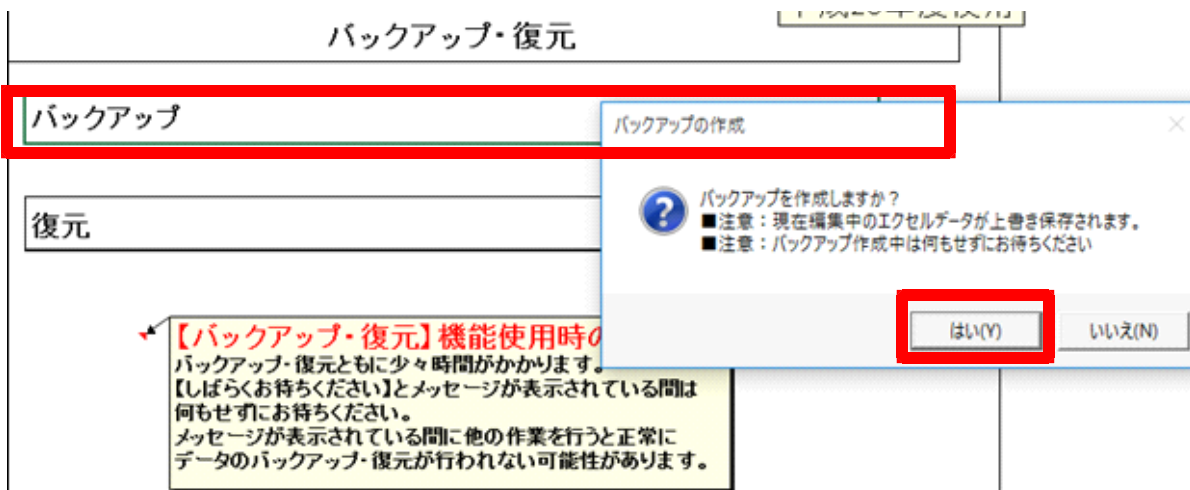 バックアップ・復元
バックアップ
復元
バックアップの作成
バックアップを作成しますか？
■注意：現在編集中のエクセルデータが上書き保存されます。
■注意：バックアップ作成中は何もせずにお待ちください
はい(Y)
いいえ(N)
【バックアップ・復元】機能使用時の
バックアップ・復元ともに少々時間がかかります。
【しばらくお待ちください】とメッセージが表示されている間は
何もせずにお待ちください。
メッセージが表示されている間に他の作業を行うと正常に
データのバックアップ・復元が行われない可能性があります。